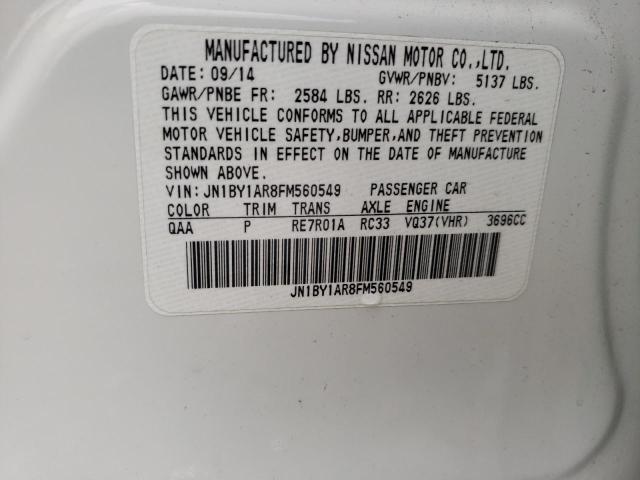 MANUFACTURED BY NISSAN MOTOR CO.,LTD.
DATE: 09/14 GVWR/PNBV: 5137 LBS.
GAWR/PNBE FR: 2584 LBS. RR: 2626 LBS.
THIS VEHICLE CONFORMS TO ALL APPLICABLE FEDERAL
MOTOR VEHICLE SAFETY,BUMPER,AND THEFT PREVENTION
STANDARDS IN EFFECT ON THE DATE OF MANUFACTURE
SHOWN ABOVE.
VIN: JN1BY1AR8FM560549 PASSENGER CAR
COLOR TRIM TRANS AXLE ENGINE
QAA P RE7R01A RC33 VQ37(VHR) 3696CC
JN1BY1AR8FM560549